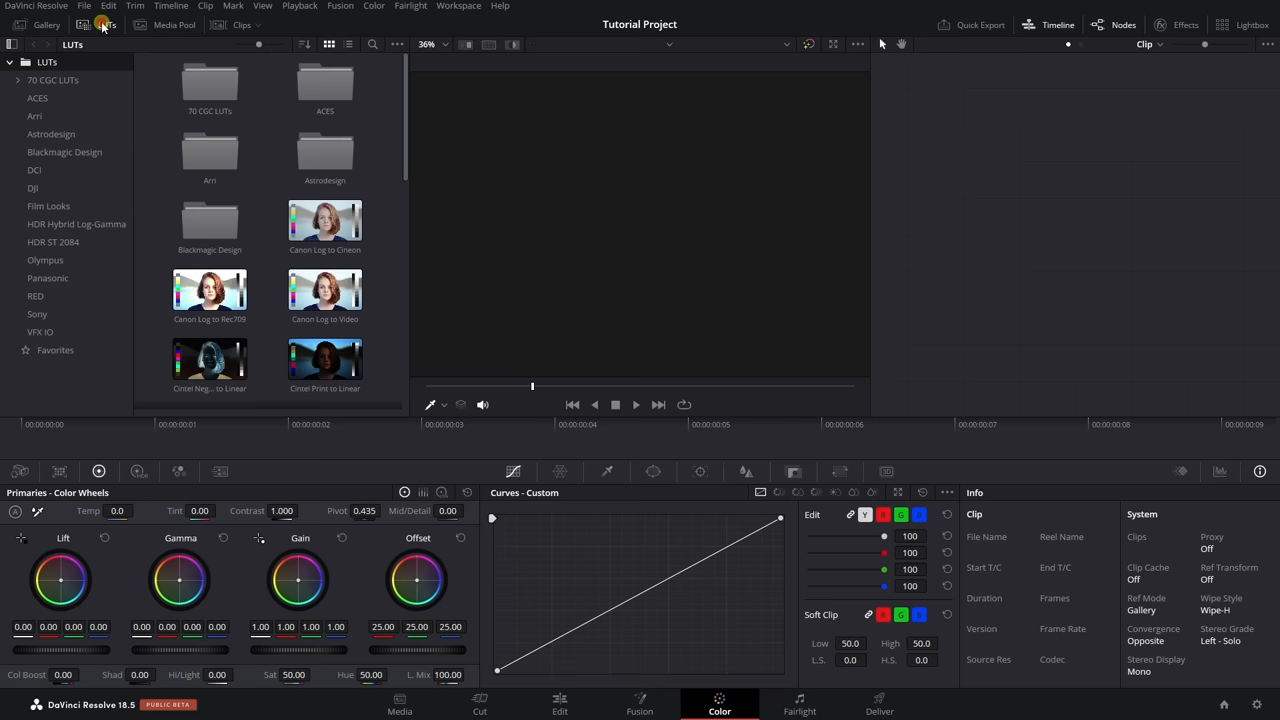 DaVinci Resolve File Edit Trim Timeline Clip Mark View Playback Fusion Color Fairlight Workspace Help
Gallery LUTs Media Pool Clips Tutorial Project Quick Export Timeline Nodes Effects Lightbox
LUTs 36% Clip
LUTs
70 CGC LUTs
ACES
Arri
Astrodesign
Blackmagic Design
DCI
DJI
Film Looks
HDR Hybrid Log-Gamma
HDR ST 2084
Olympus
Panasonic
RED
Sony
VFX IO
Favorites
70 CGC LUTs ACES
Arri Astrodesign
Blackmagic Design Canon Log to Cineon
Canon Log to Rec709 Canon Log to Video
Cintel Neg... to Linear Cintel Print to Linear
00:00:00:00 00:00:00:01 00:00:00:02 00:00:00:03 00:00:00:04 00:00:00:05 00:00:00:06 00:00:00:07 00:00:00:08 00:00:00:09
Primaries - Color Wheels
Temp 0.0 Tint 0.00 Contrast 1.000 Pivot 0.435 Mid/Detail 0.00
Lift Gamma Gain Offset
0.00 0.00 0.00 0.00 0.00 0.00 0.00 0.00 1.00 1.00 1.00 1.00 25.00 25.00 25.00
Col Boost 0.00 Shad 0.00 Hi/Light 0.00 Sat 50.00 Hue 50.00 L. Mix 100.00
Curves - Custom
Edit Y R G B
100
100
100
100
Soft Clip R G B
Low 50.0 High 50.0
L.S. 0.0 H.S. 0.0
Info
Clip
File Name Reel Name
Start T/C End T/C
Duration Frames
Version Frame Rate
Source Res Codec
System
Clips Proxy
Off
Clip Cache Ref Transform
Off Off
Ref Mode Wipe Style
Gallery Wipe-H
Convergence Stereo Grade
Opposite Left - Solo
Stereo Display
Mono
DaVinci Resolve 18.5 PUBLIC BETA
Media Cut Edit Fusion Color Fairlight Deliver